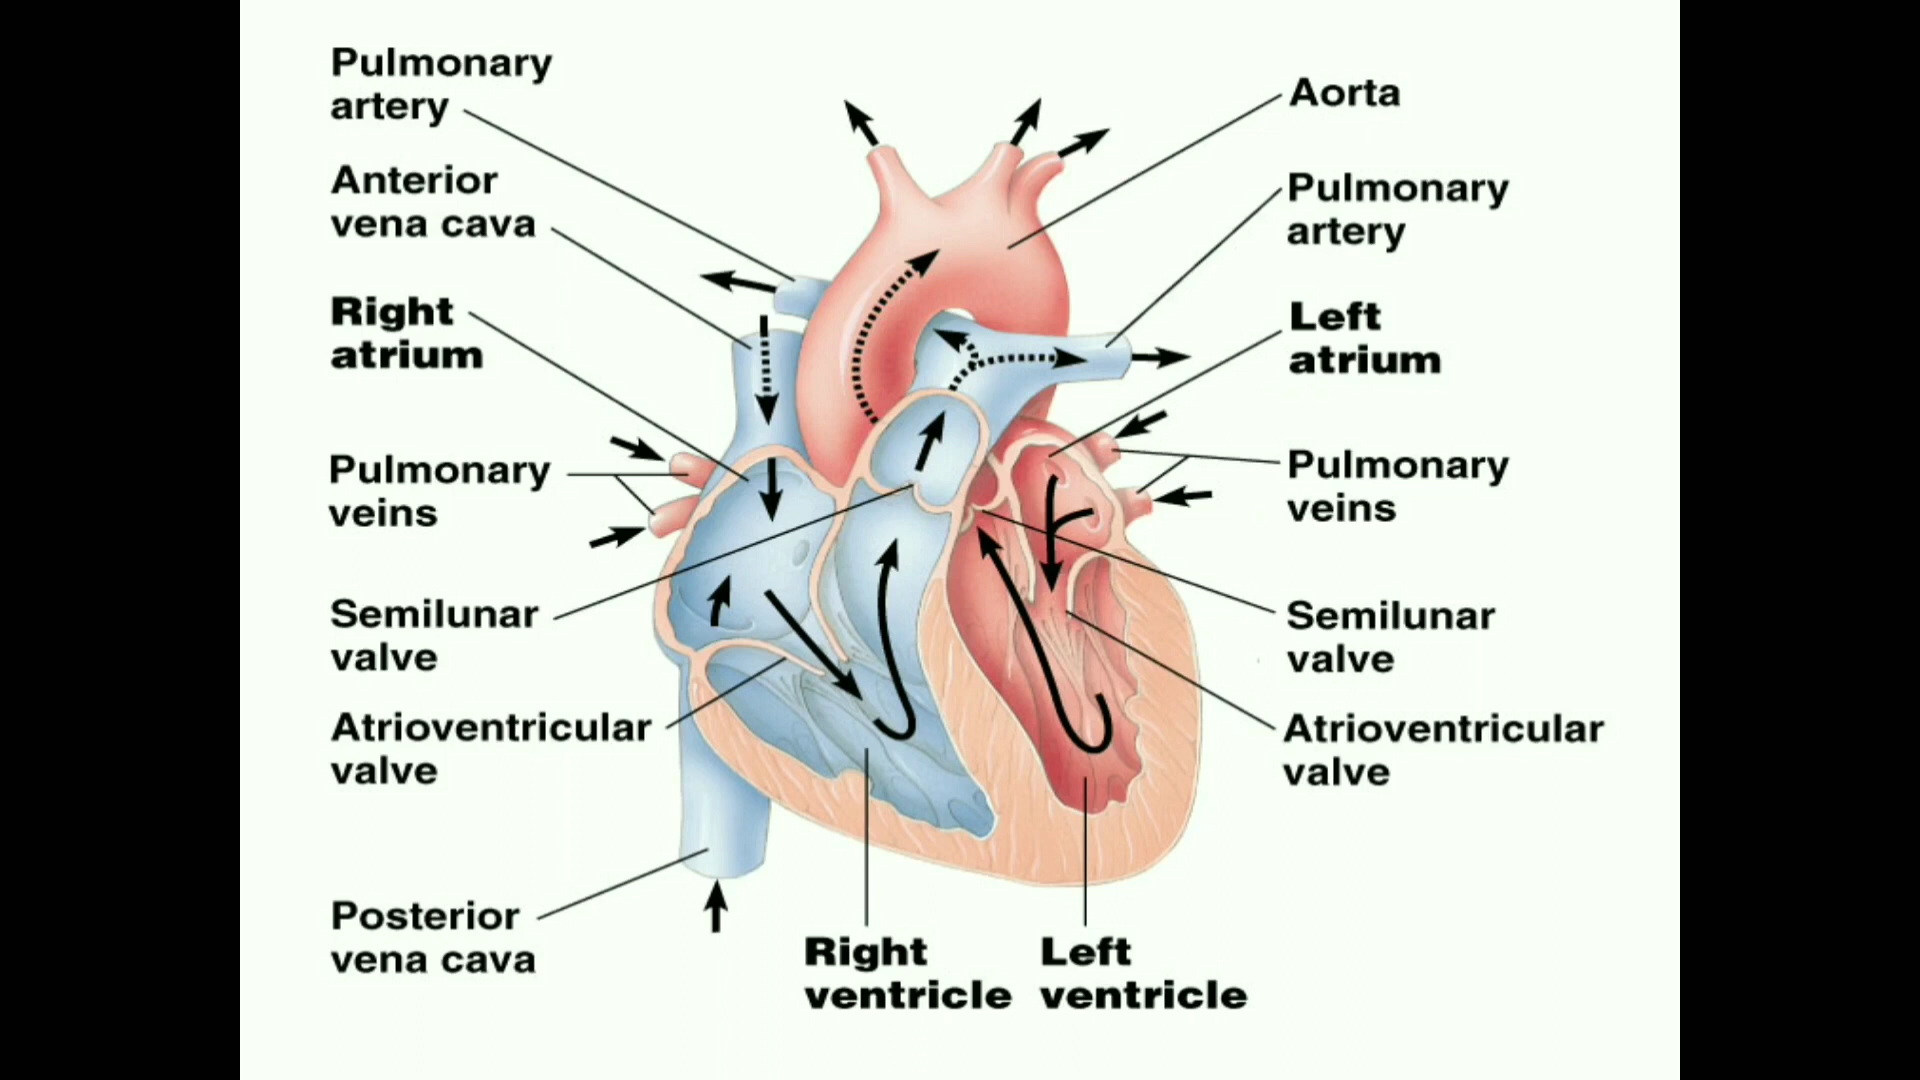 Pulmonary
artery
Anterior
vena cava
Right
atrium
Pulmonary
veins
Semilunar
valve
Atrioventricular
valve
Posterior
vena cava
Right
ventricle
Left
ventricle
Aorta
Pulmonary
artery
Left
atrium
Pulmonary
veins
Semilunar
valve
Atrioventricular
valve